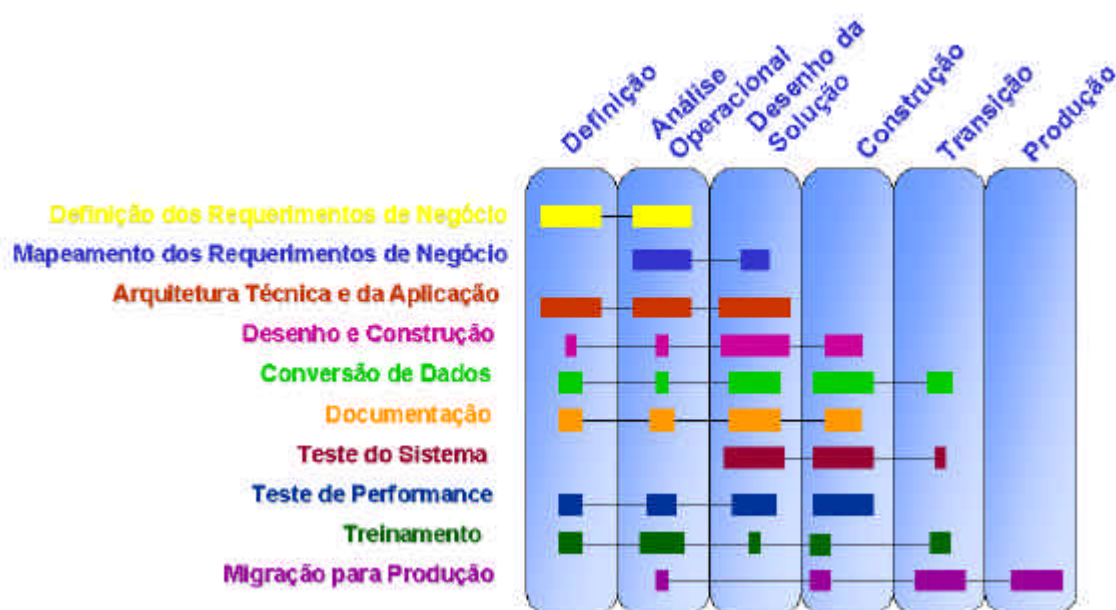 Definição
Análise
Operacional
Desenho da
Solução
Construção
Transição
Produção
Definição dos Requerimentos de Negócio
Mapeamento dos Requerimentos de Negócio
Arquitetura Técnica e da Aplicação
Desenho e Construção
Conversão de Dados
Documentação
Teste do Sistema
Teste de Performance
Treinamento
Migração para Produção